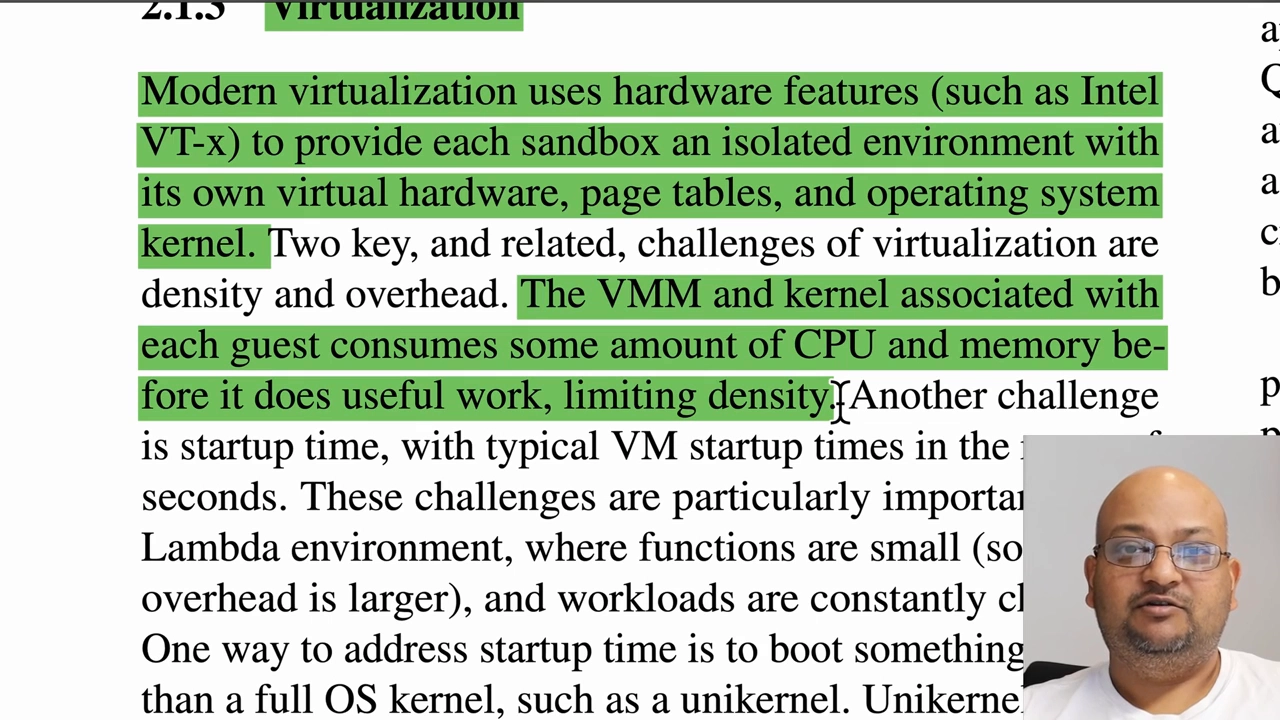 2.1.3 Virtualization
Modern virtualization uses hardware features (such as Intel
VT-x) to provide each sandbox an isolated environment with
its own virtual hardware, page tables, and operating system
kernel. Two key, and related, challenges of virtualization are
density and overhead. The VMM and kernel associated with
each guest consumes some amount of CPU and memory be-
fore it does useful work, limiting density. Another challenge
is startup time, with typical VM startup times in the
seconds. These challenges are particularly
Lambda environment, where functions are small (so
overhead is larger), and workloads are constantly
One way to address startup time is to boot something
than a full OS kernel, such as a unikernel.